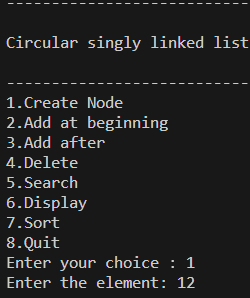 ---------------------------
Circular singly linked list
---------------------------
1.Create Node
2.Add at beginning
3.Add after
4.Delete
5.Search
6.Display
7.Sort
8.Quit
Enter your choice : 1
Enter the element: 12